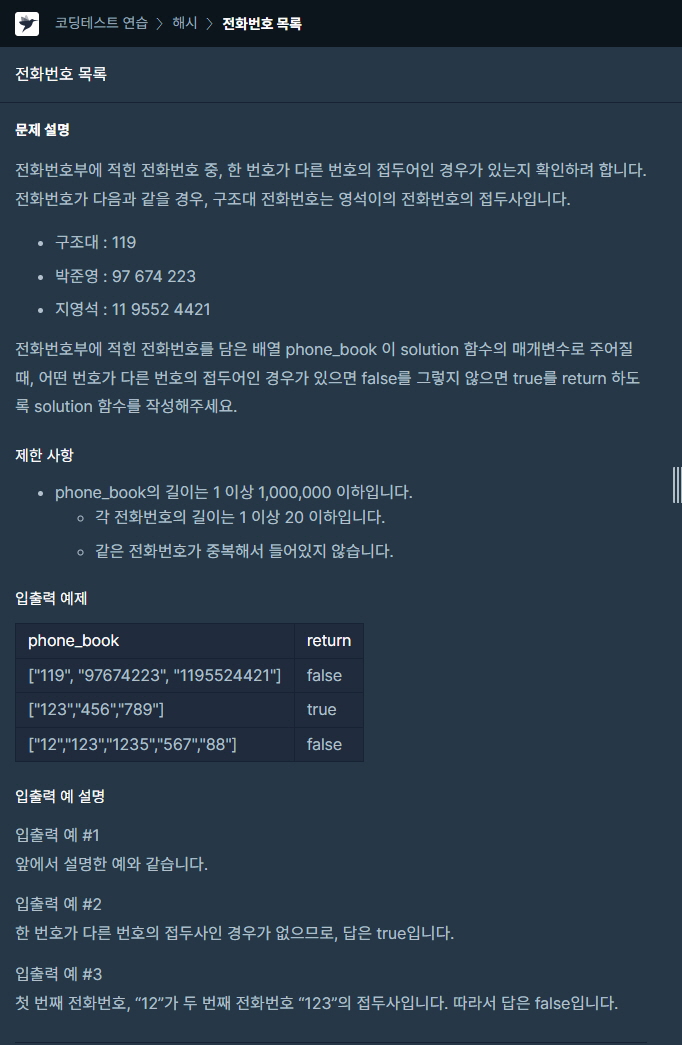 코딩테스트 연습 > 해시 > 전화번호 목록
전화번호 목록
문제 설명
전화번호부에 적힌 전화번호 중, 한 번호가 다른 번호의 접두어인 경우가 있는지 확인하려 합니다.
전화번호가 다음과 같을 경우, 구조대 전화번호는 영석이의 전화번호의 접두사입니다.
• 구조대 : 119
• 박준영 : 97 674 223
• 지영석 : 11 9552 4421
전화번호부에 적힌 전화번호를 담은 배열 phone_book 이 solution 함수의 매개변수로 주어질
때, 어떤 번호가 다른 번호의 접두어인 경우가 있으면 false를 그렇지 않으면 true를 return 하도
록 solution 함수를 작성해주세요.
제한 사항
• phone_book의 길이는 1 이상 1,000,000 이하입니다.
◦ 각 전화번호의 길이는 1 이상 20 이하입니다.
◦ 같은 전화번호가 중복해서 들어있지 않습니다.
입출력 예제
phone_book return
["119", "97674223", "1195524421"] false
["123","456","789"] true
["12","123","1235","567","88"] false
입출력 예 설명
입출력 예 #1
앞에서 설명한 예와 같습니다.
입출력 예 #2
한 번호가 다른 번호의 접두사인 경우가 없으므로, 답은 true입니다.
입출력 예 #3
첫 번째 전화번호, “12”가 두 번째 전화번호 “123”의 접두사입니다. 따라서 답은 false입니다.